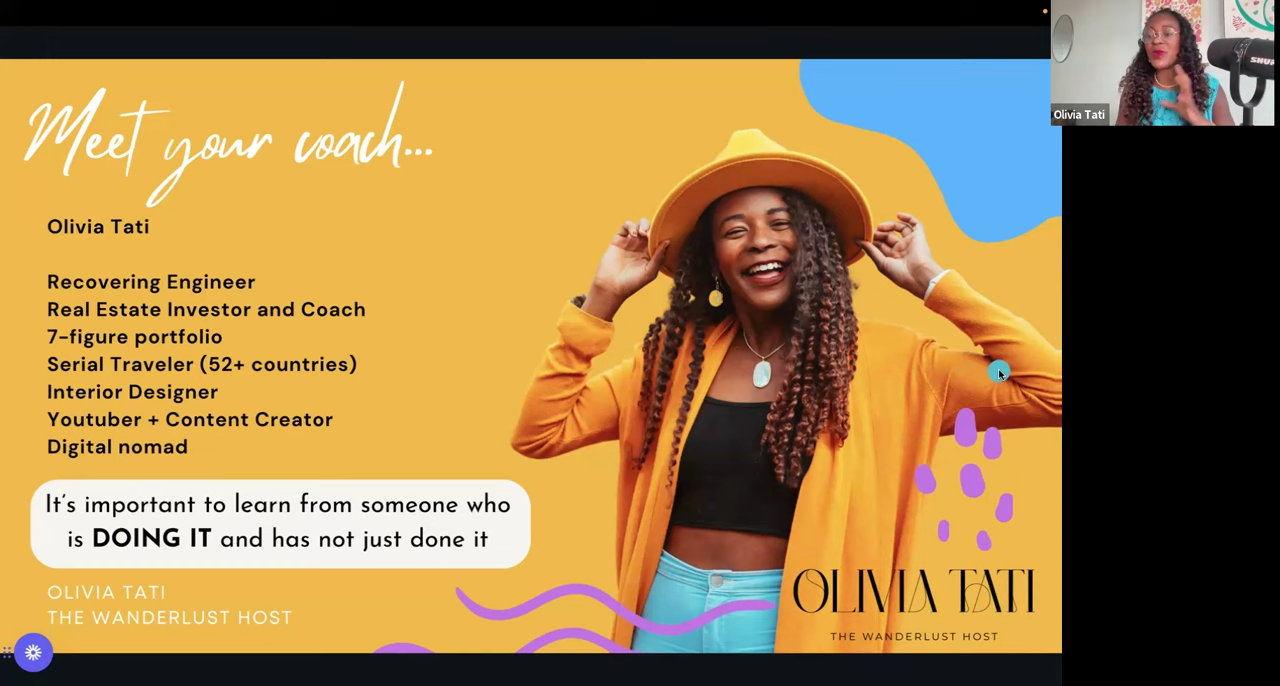 Meet your coach...
Olivia Tati
Recovering Engineer
Real Estate Investor and Coach
7-figure portfolio
Serial Traveler (52+ countries)
Interior Designer
Youtuber + Content Creator
Digital nomad
It's important to learn from someone who
is DOING IT and has not just done it
OLIVIA TATI
THE WANDERLUST HOST
OLIVIA TATI
THE WANDERLUST HOST
Olivia Tati